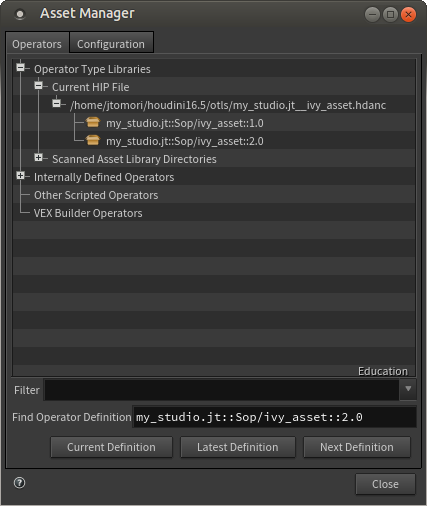 Asset Manager
Operators Configuration
Operator Type Libraries
Current HIP File
/home/jtomori/houdini16.5/otls/my_studio.jt__ivy_asset.hdanc
my_studio.jt::Sop/ivy_asset::1.0
my_studio.jt::Sop/ivy_asset::2.0
Scanned Asset Library Directories
Internally Defined Operators
Other Scripted Operators
VEX Builder Operators
Education
Filter
Find Operator Definition my_studio.jt::Sop/ivy_asset::2.0
Current Definition Latest Definition Next Definition
Close